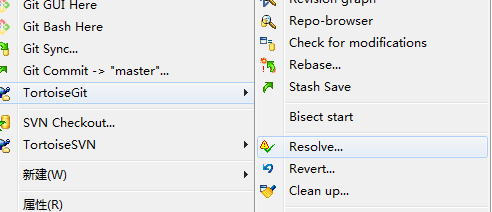 Git GUI Here
Git Bash Here
Git Sync...
Git Commit -> "master"...
TortoiseGit
SVN Checkout...
TortoiseSVN
新建(W)
属性(R)
Revision graph
Repo-browser
Check for modifications
Rebase...
Stash Save
Bisect start
Resolve...
Revert...
Clean up...